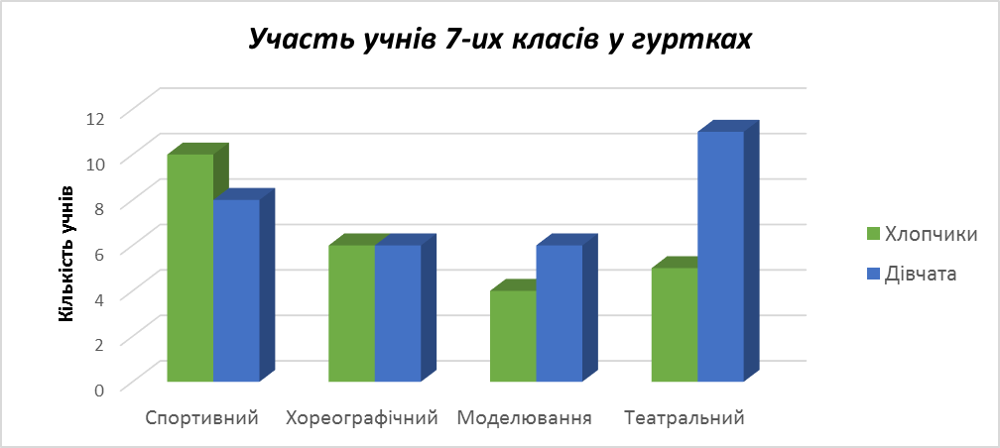 Участь учнів 7-их класів у гуртках
Кількість учнів
12
10
8
6
4
2
0
Спортивний
Хореографічний
Моделювання
Театральний
Хлопчики
Дівчата